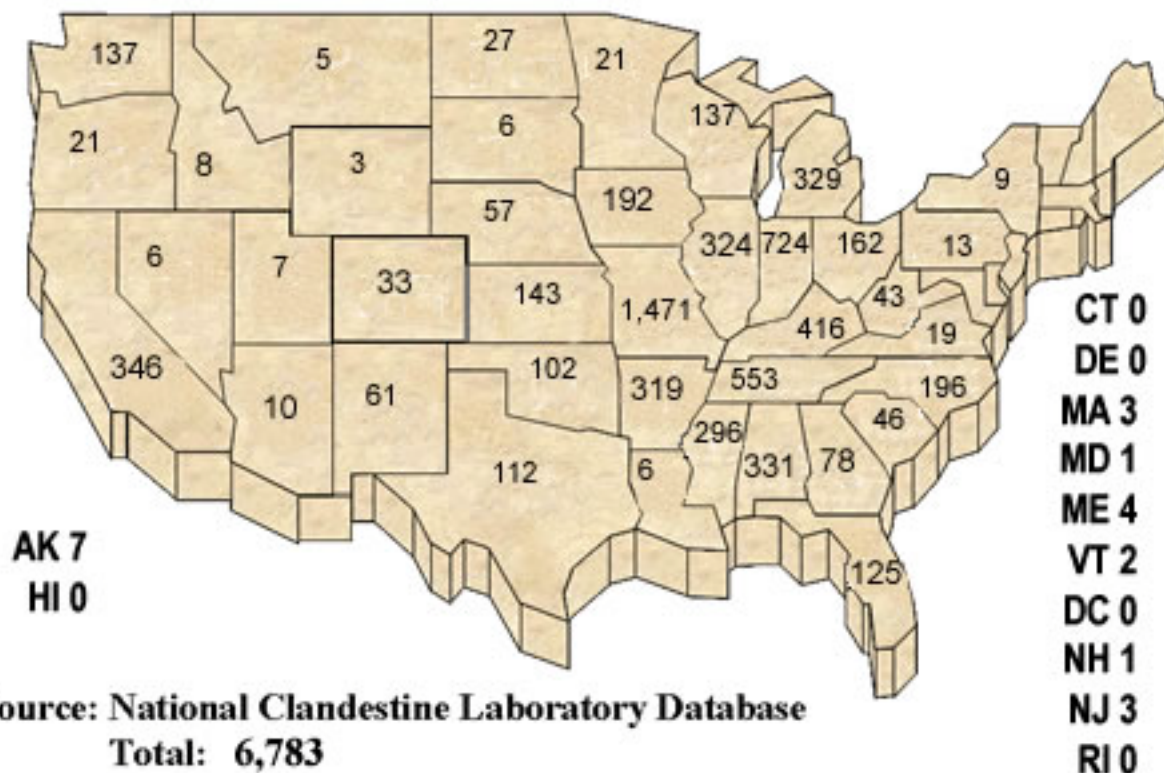 137
5
27
21
137
21
8
3
6
329
9
192
57
324
724
162
13
6
7
33
143
1,471
43
416
19
346
10
61
102
319
553
196
296
46
112
6
331
78
125
CT 0
DE 0
MA 3
MD 1
ME 4
VT 2
DC 0
NH 1
NJ 3
RI 0
AK 7
HI 0
ource: National Clandestine Laboratory Database
Total: 6,783